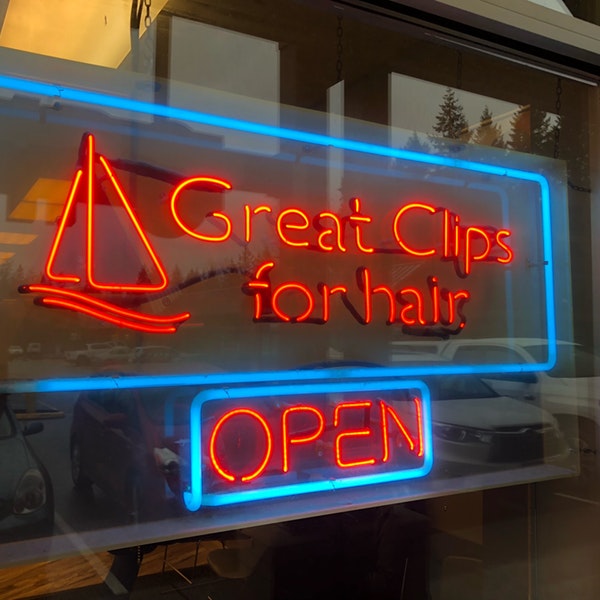 Great Clips
for hair
OPEN